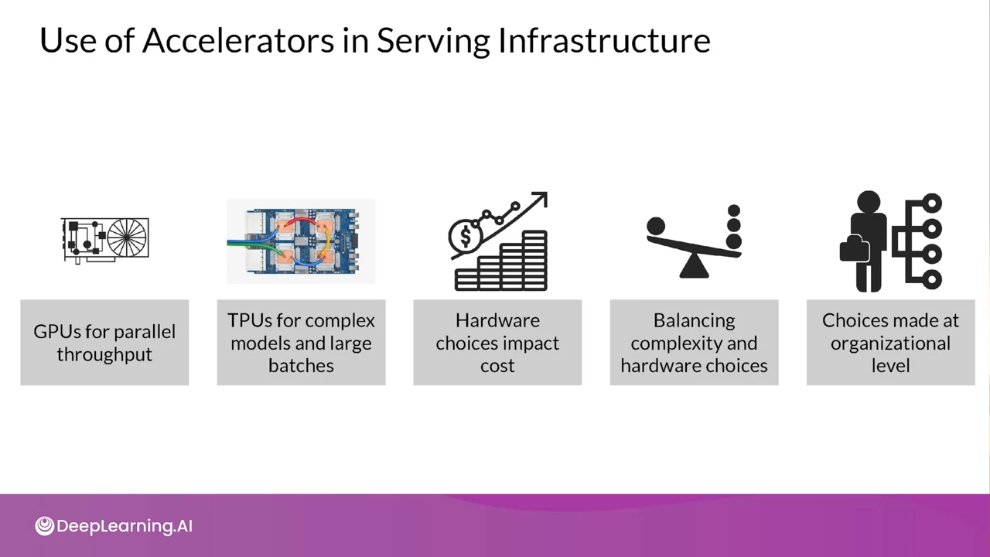 Use of Accelerators in Serving Infrastructure
$
GPUs for parallel
throughput
TPUs for complex
models and large
batches
Hardware
choices impact
cost
Balancing
complexity and
hardware choices
Choices made at
organizational
level
DeepLearning.AI